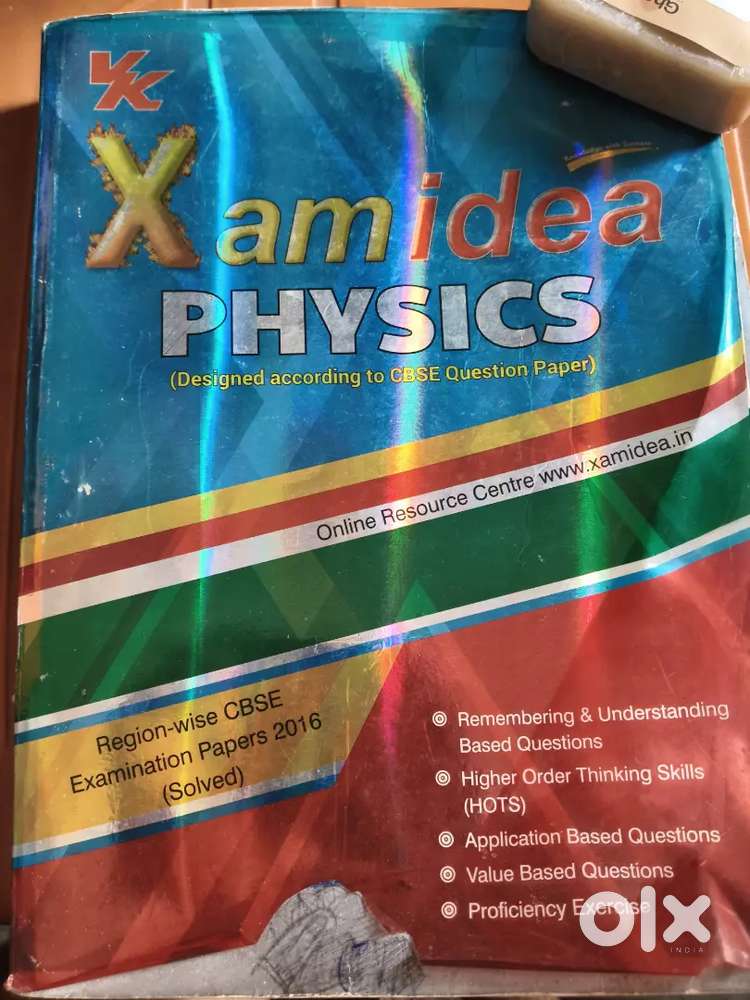 VK
Xam idea
PHYSICS
(Designed according to CBSE Question Paper)
Online Resource Centre www.xamidea.in
Region-wise CBSE
Examination Papers 2016
(Solved)
Remembering & Understanding
Based Questions
Higher Order Thinking Skills
(HOTS)
Application Based Questions
Value Based Questions
Proficiency Exercise
olx
INDIA